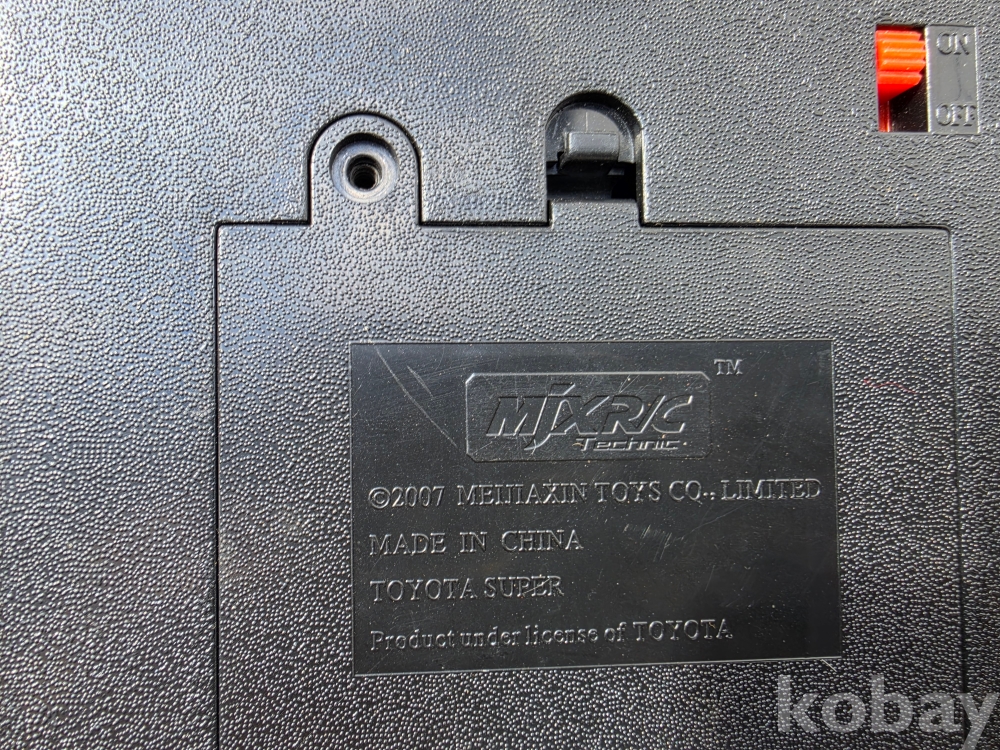 ON
OFF
TM
MJXR/C
Technic
©2007 MEIJIAXIN TOYS CO., LIMITED
MADE IN CHINA
TOYOTA SUPER
Product under license of TOYOTA
kobay